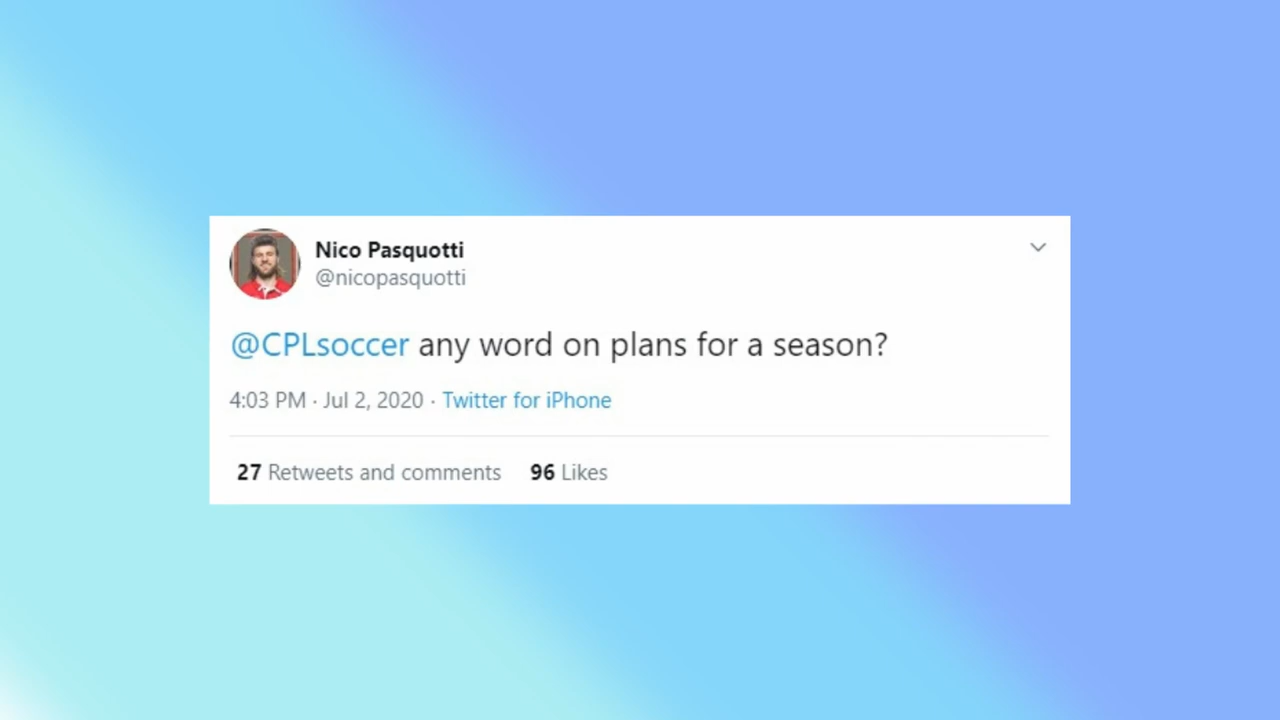 Nico Pasquotti
@nicopasquotti
@CPLsoccer any word on plans for a season?
4:03 PM · Jul 2, 2020 · Twitter for iPhone
27 Retweets and comments 96 Likes